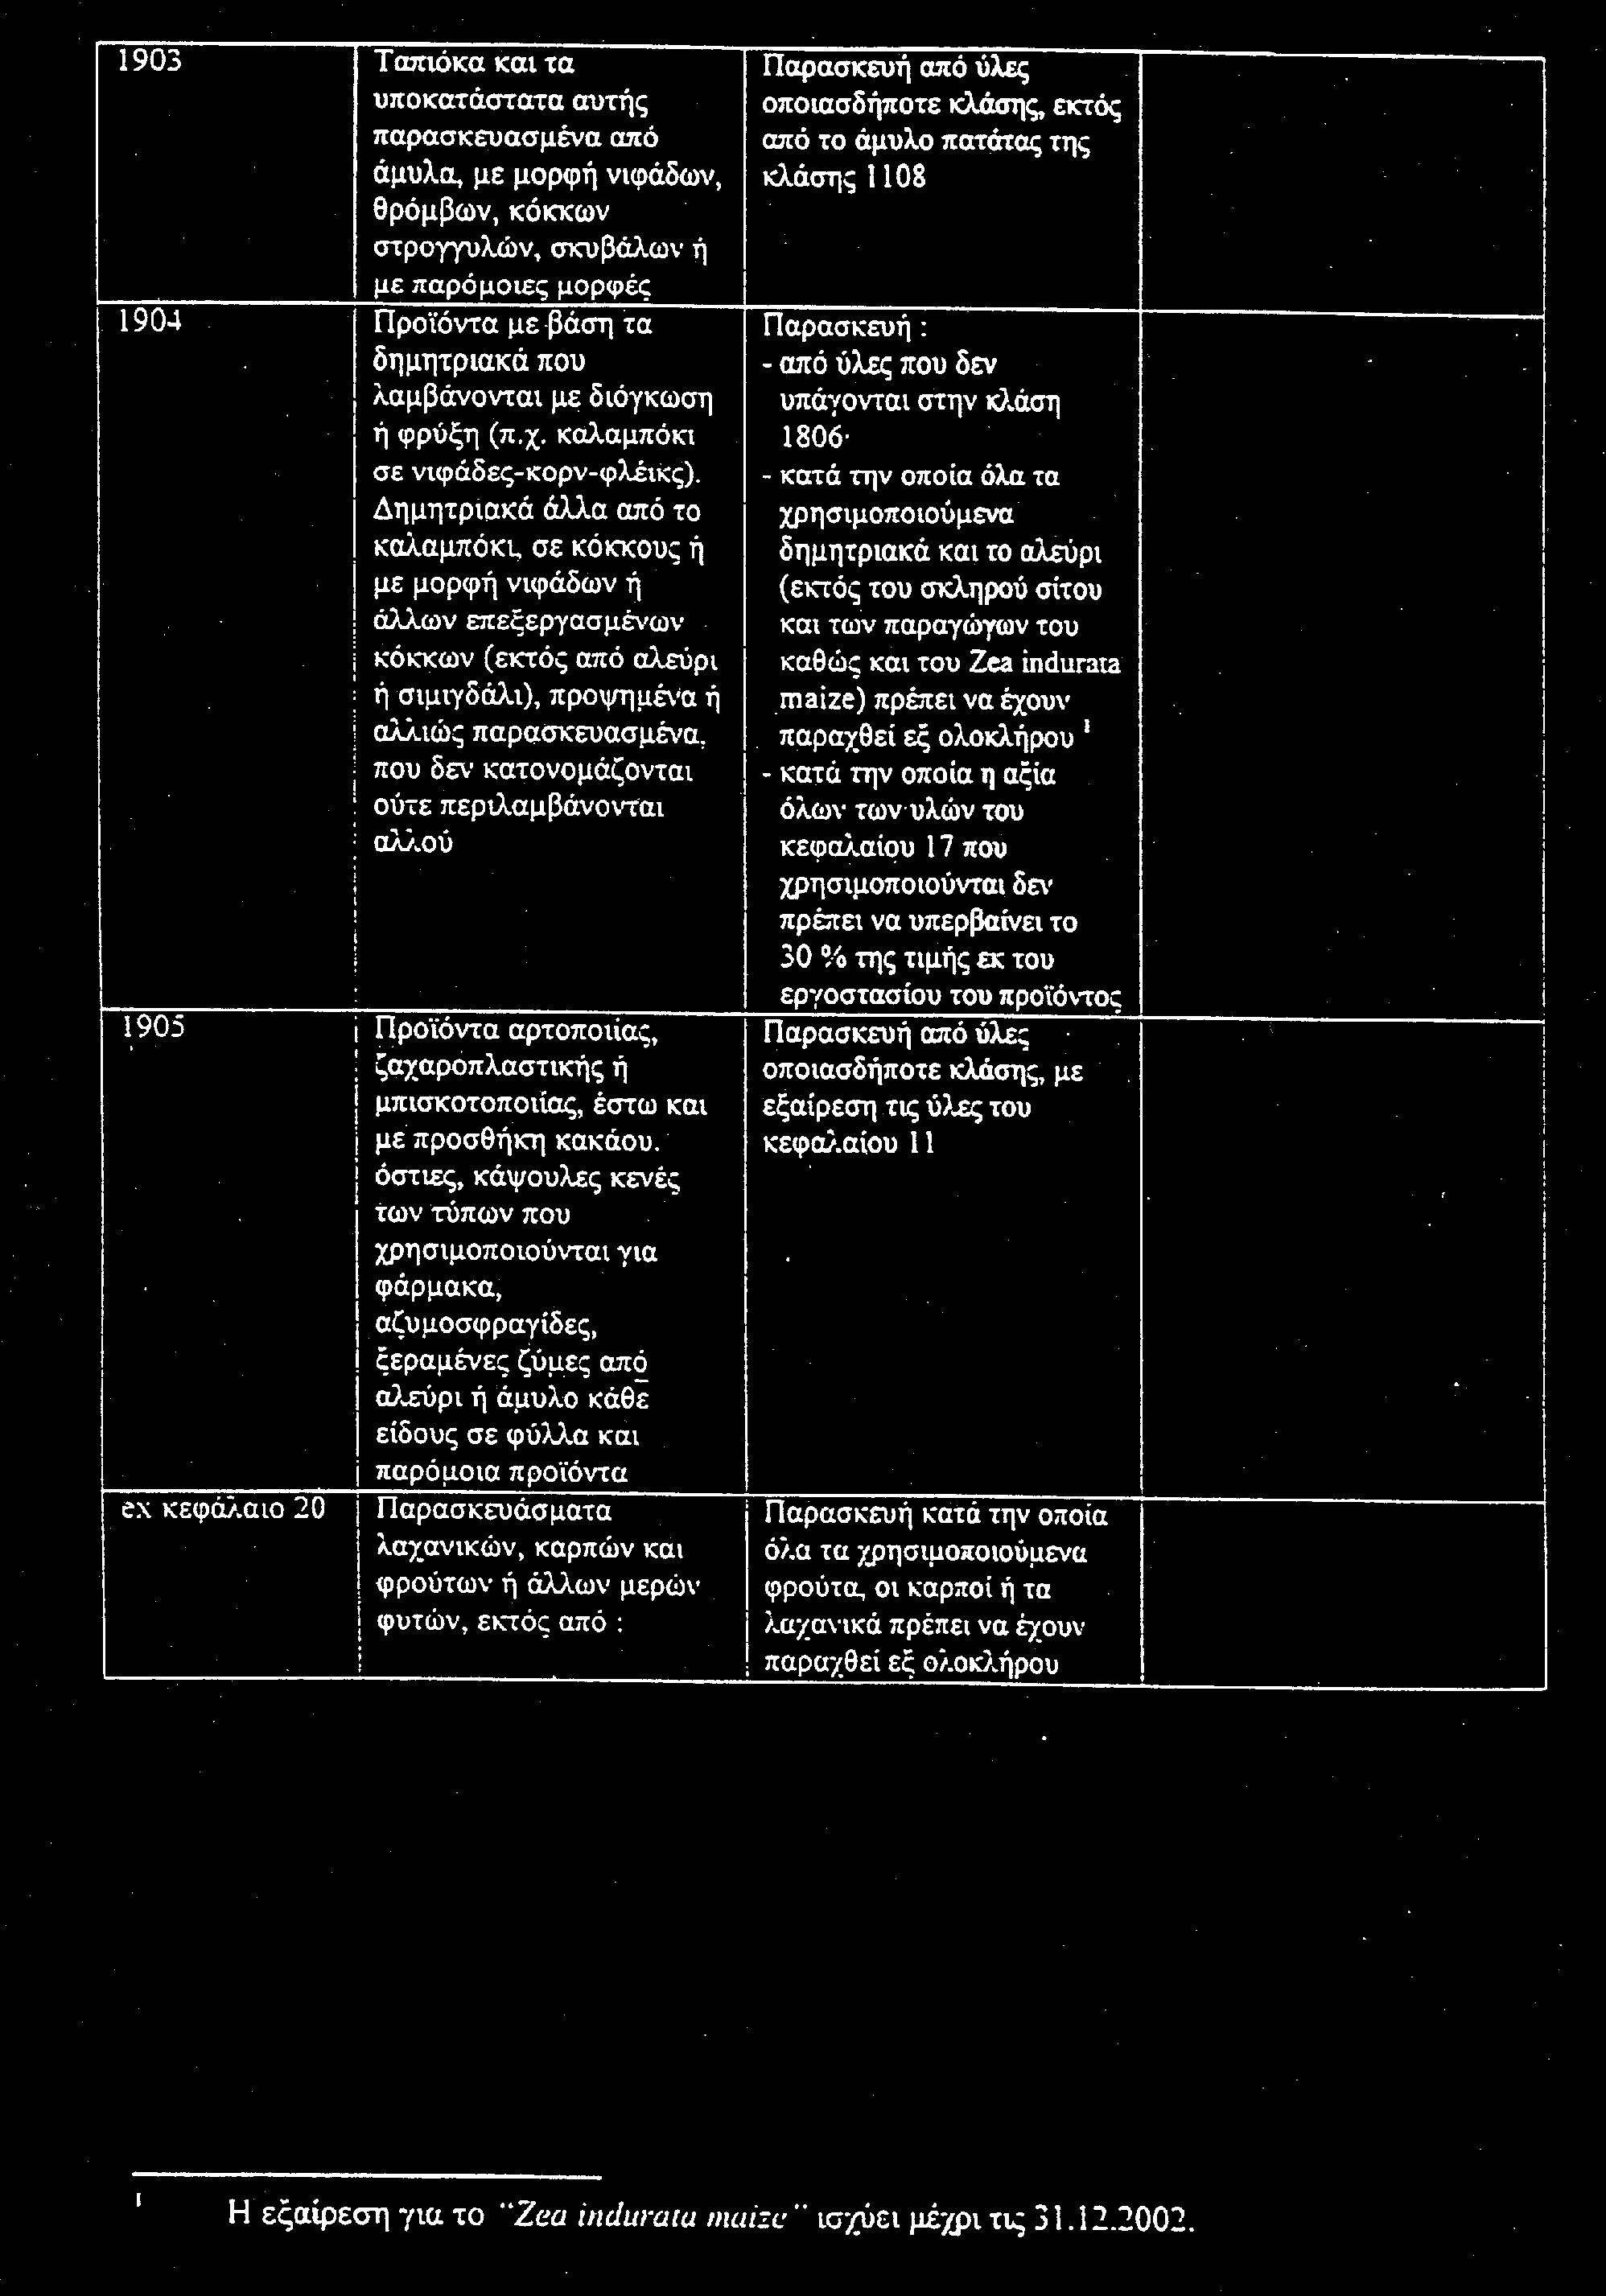 1903
Ταπιόκα και τα
υποκατάστατα αυτής
παρασκευασμένα από
άμυλα, με μορφή νιφάδων,
θρόμβων, κόκκων
στρογγυλών, σκυβάλων ή
με παρόμοιες μορφές
Παρασκευή από ύλες
οποιασδήποτε κλάσης, εκτός
από το άμυλο πατάτας της
κλάσης 1108
1904
Προϊόντα με βάση τα
δημητριακά που
λαμβάνονται με διόγκωση
ή φρύξη (π.χ. καλαμπόκι
σε νιφάδες-κορν-φλέικς).
Δημητριακά άλλα από το
καλαμπόκι, σε κόκκους ή
με μορφή νιφάδων ή
άλλων επεξεργασμένων
κόκκων (εκτός από αλεύρι
ή σιμιγδάλι), προψημένα ή
αλλιώς παρασκευασμένα,
που δεν κατονομάζονται
ούτε περιλαμβάνονται
αλλού
Παρασκευή :
- από ύλες που δεν
υπάγονται στην κλάση
1806·
- κατά την οποία όλα τα
χρησιμοποιούμενα
δημητριακά και το αλεύρι
(εκτός του σκληρού σίτου
και των παραγώγων του
καθώς και του Zea indurata
maize) πρέπει να έχουν
παραχθεί εξ ολοκλήρου ¹
- κατά την οποία η αξία
όλων των υλών του
κεφαλαίου 17 που
χρησιμοποιούνται δεν
πρέπει να υπερβαίνει το
30 % της τιμής εκ του
εργοστασίου του προϊόντος
1905
Προϊόντα αρτοποιίας,
ζαχαροπλαστικής ή
μπισκοτοποιίας, έστω και
με προσθήκη κακάου.
όστιες, κάψουλες κενές
των τύπων που
χρησιμοποιούνται για
φάρμακα,
αζυμοσφραγίδες,
ξεραμένες ζύμες από
αλεύρι ή άμυλο κάθε
είδους σε φύλλα και
παρόμοια προϊόντα
Παρασκευή από ύλες
οποιασδήποτε κλάσης, με
εξαίρεση τις ύλες του
κεφαλαίου 11
ex κεφάλαιο 20
Παρασκευάσματα
λαχανικών, καρπών και
φρούτων ή άλλων μερών
φυτών, εκτός από :
Παρασκευή κατά την οποία
όλα τα χρησιμοποιούμενα
φρούτα, οι καρποί ή τα
λαχανικά πρέπει να έχουν
παραχθεί εξ ολοκλήρου
¹ Η εξαίρεση για το "Zea indurata maize" ισχύει μέχρι τις 31.12.2002.